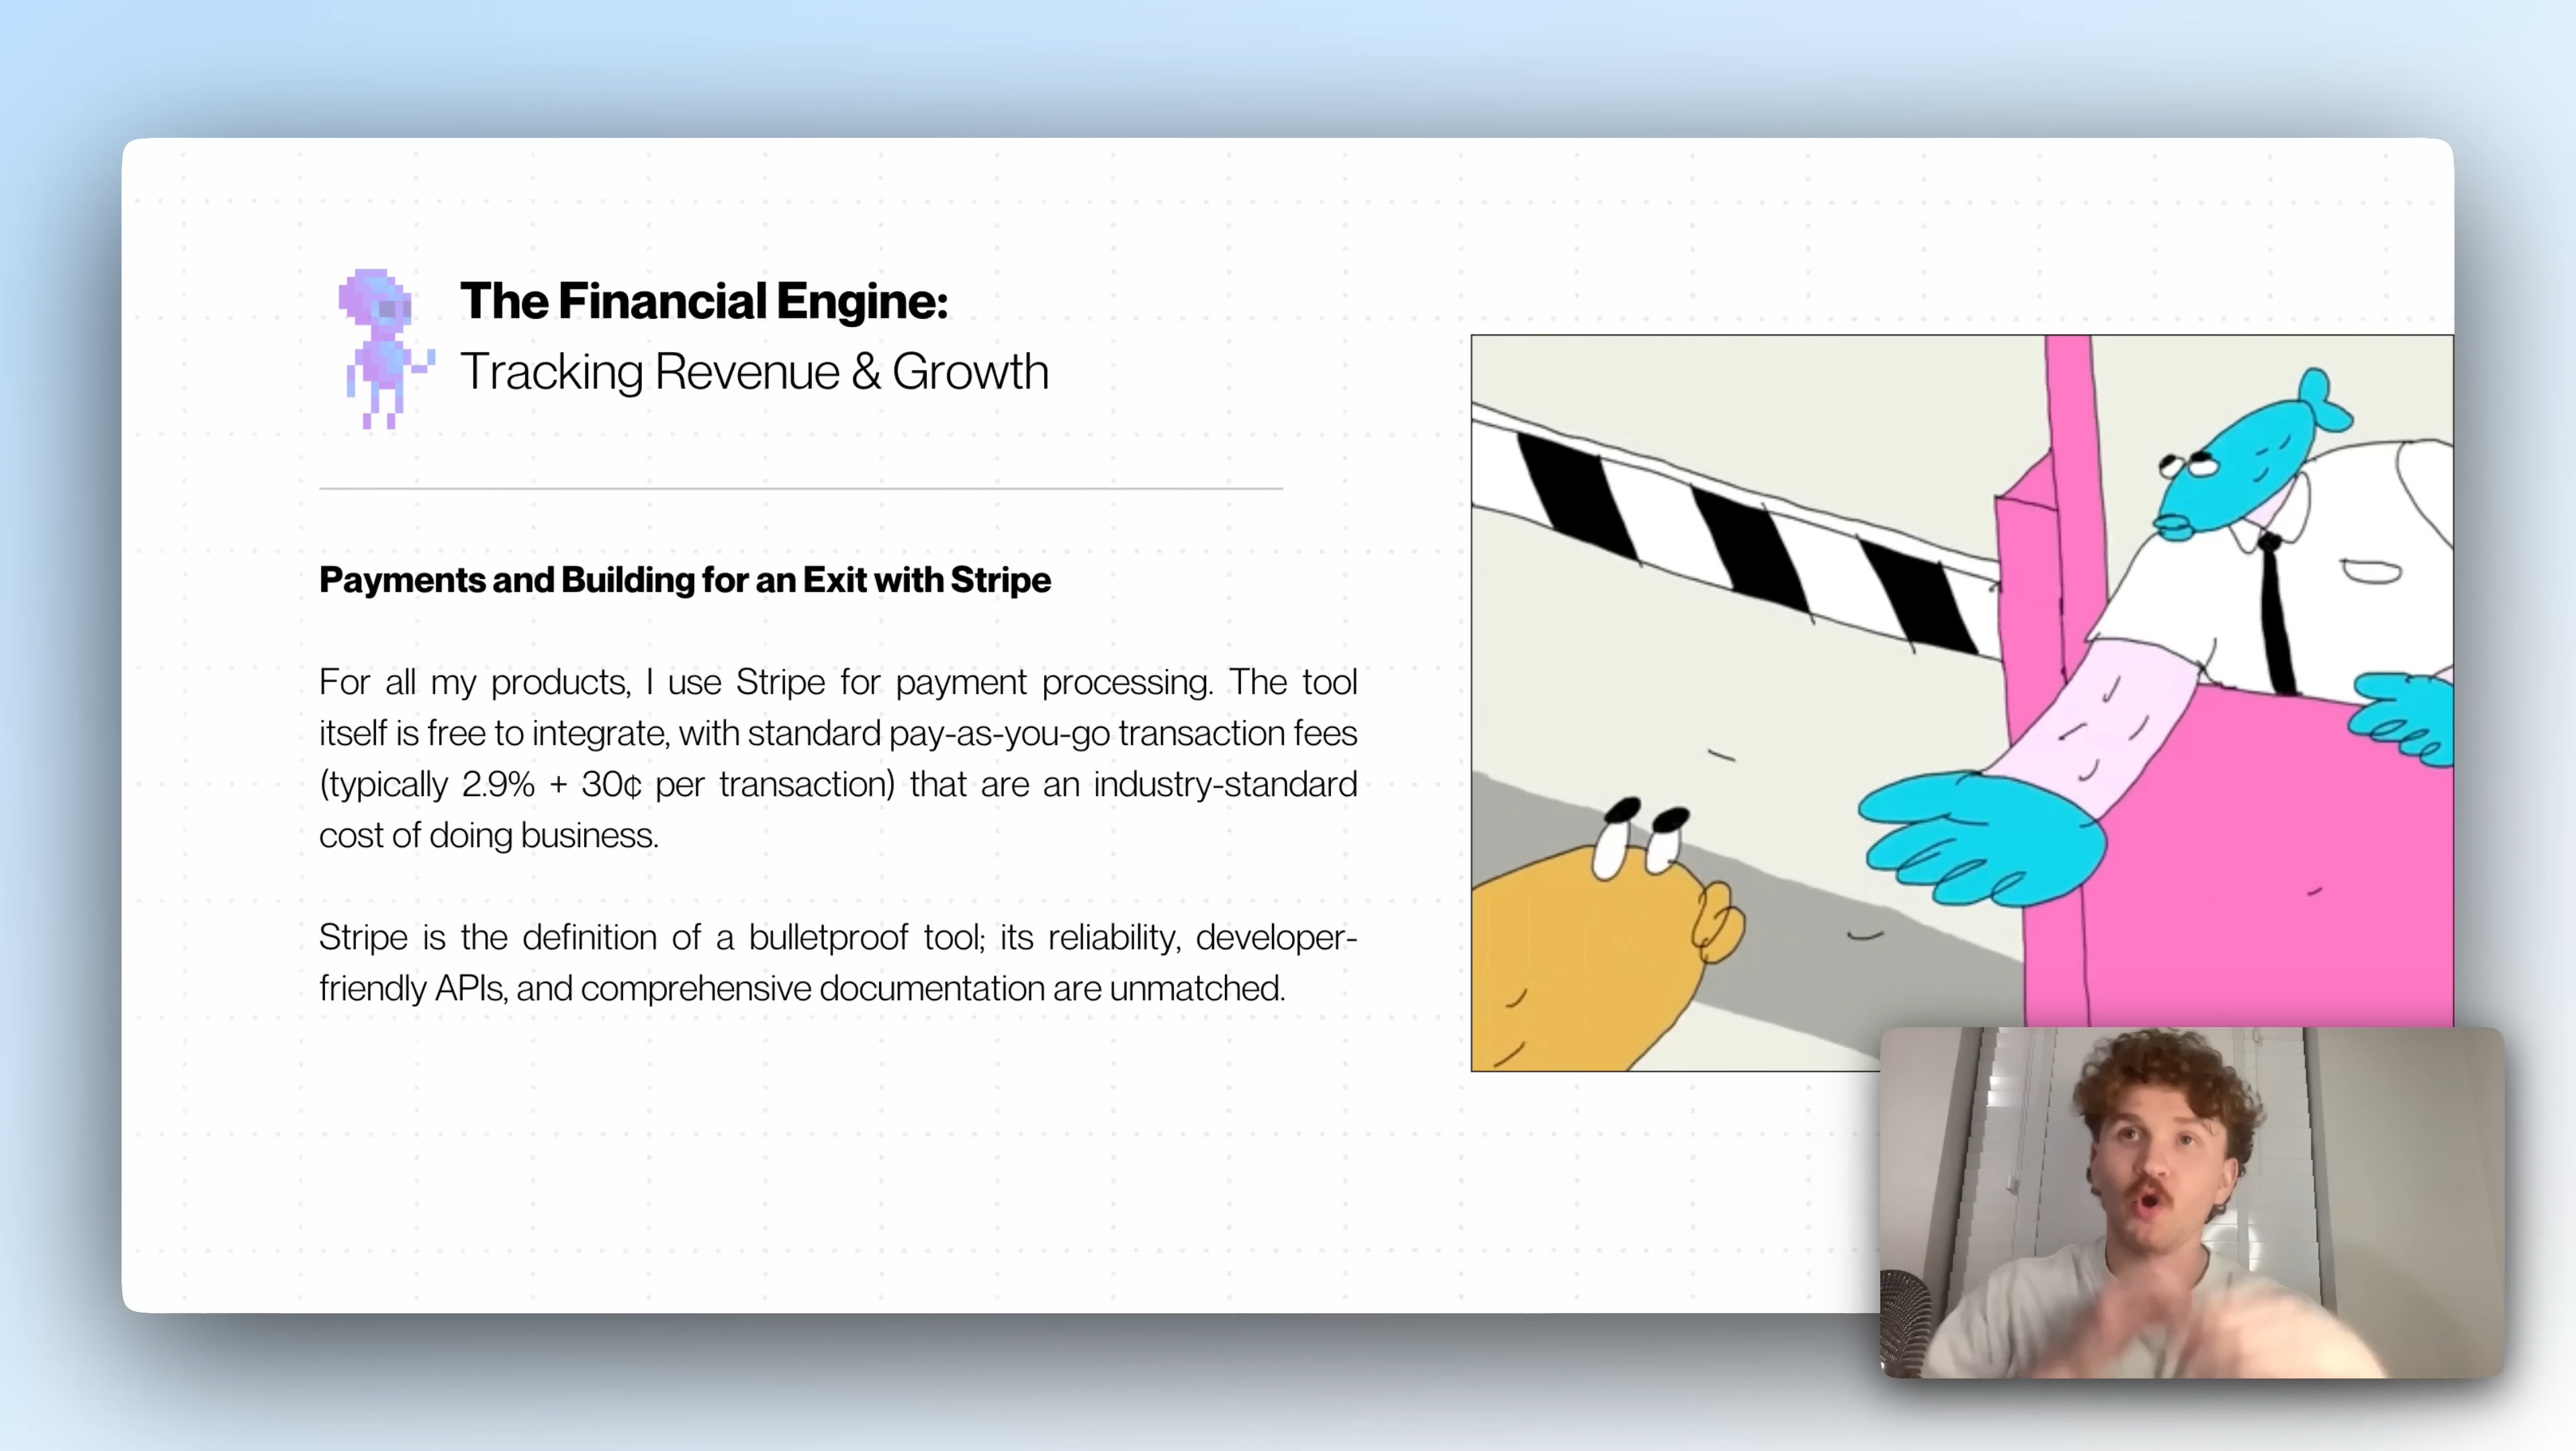 The Financial Engine:
Tracking Revenue & Growth
Payments and Building for an Exit with Stripe
For all my products, I use Stripe for payment processing. The tool
itself is free to integrate, with standard pay-as-you-go transaction fees
(typically 2.9% + 30¢ per transaction) that are an industry-standard
cost of doing business.
Stripe is the definition of a bulletproof tool; its reliability, developer-
friendly APIs, and comprehensive documentation are unmatched.